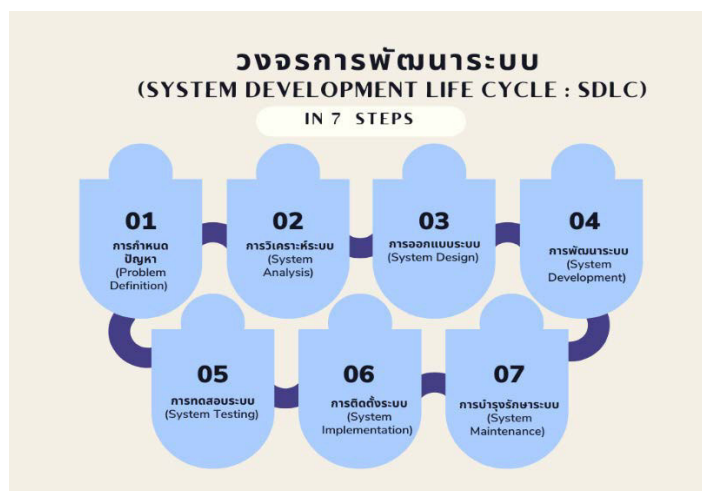 วงจรการพัฒนาระบบ
(SYSTEM DEVELOPMENT LIFE CYCLE : SDLC)
IN 7 STEPS
01
การกำหนด
ปัญหา
(Problem
Definition)
02
การวิเคราะห์ระบบ
(System
Analysis)
03
การออกแบบระบบ
(System Design)
04
การพัฒนาระบบ
(System
Development)
05
การทดสอบระบบ
(System Testing)
06
การติดตั้งระบบ
(System
Implementation)
07
การบำรุงรักษาระบบ
(System
Maintenance)